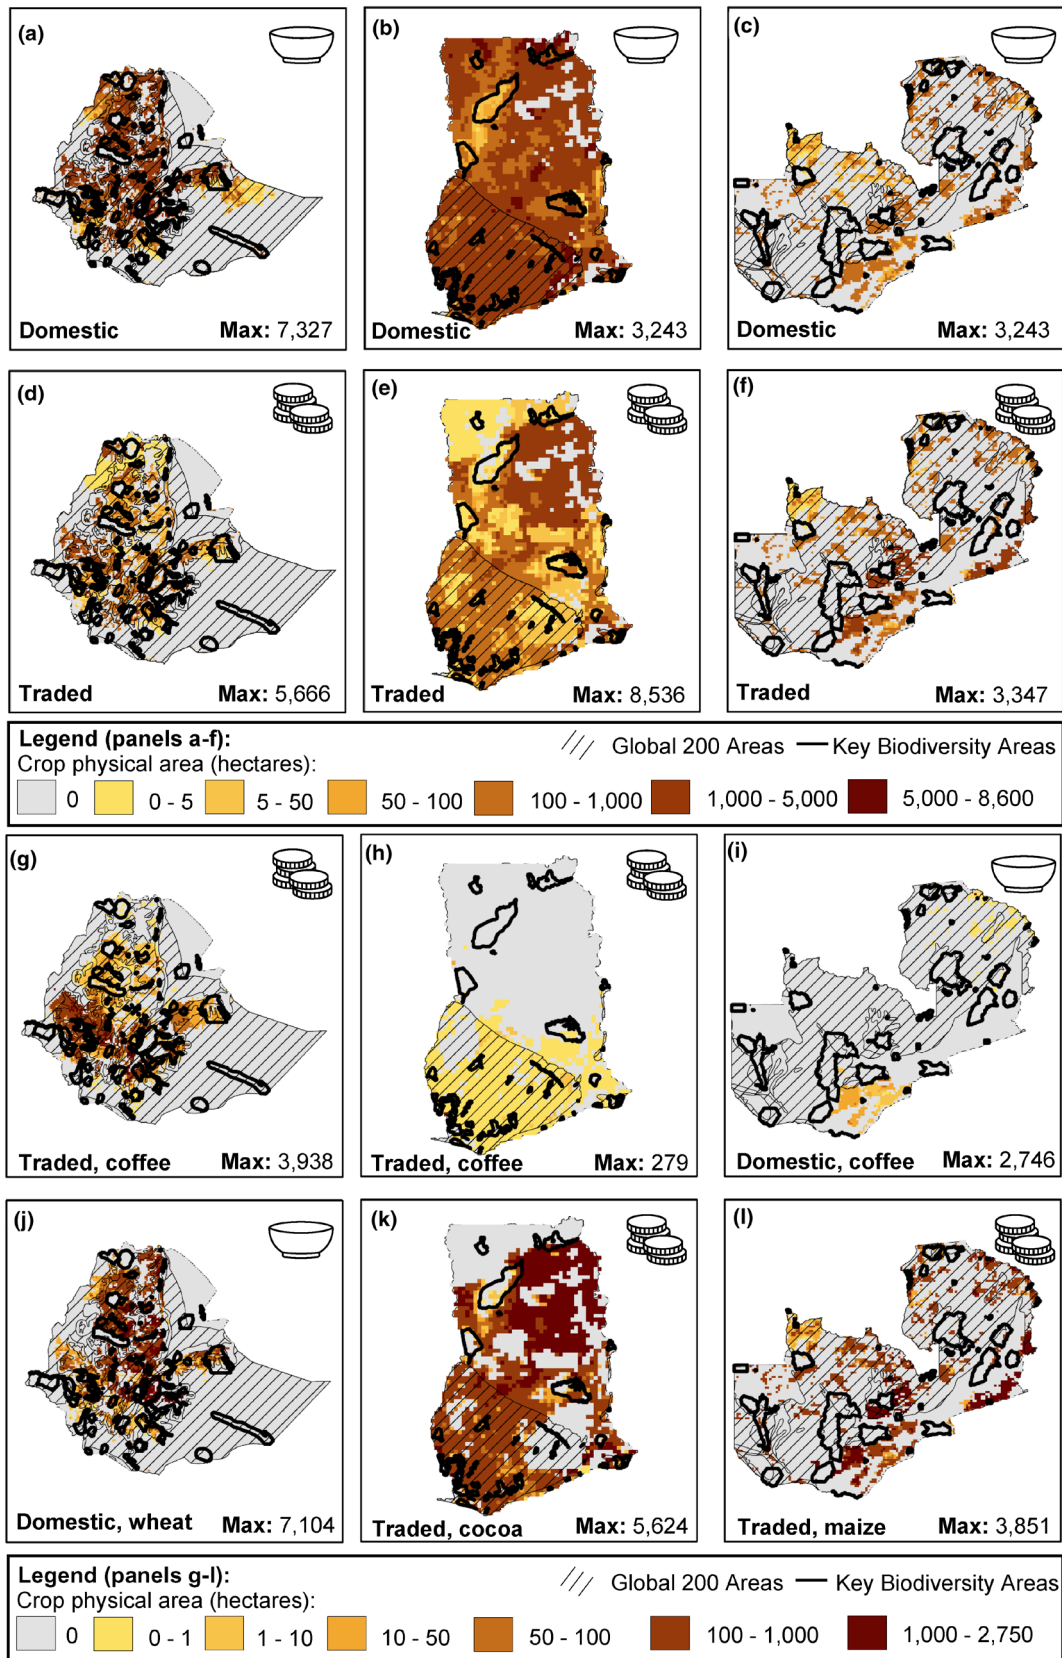 (a)
Domestic Max: 7,327
(b)
Domestic Max: 3,243
(c)
Domestic Max: 3,243
(d)
Traded Max: 5,666
(e)
Traded Max: 8,536
(f)
Traded Max: 3,347
Legend (panels a-f):
Global 200 Areas Key Biodiversity Areas
Crop physical area (hectares):
0 0 - 5 5 - 50 50 - 100 100 - 1,000 1,000 - 5,000 5,000 - 8,600
(g)
Traded, coffee Max: 3,938
(h)
Traded, coffee Max: 279
(i)
Domestic, coffee Max: 2,746
(j)
Domestic, wheat Max: 7,104
(k)
Traded, cocoa Max: 5,624
(l)
Traded, maize Max: 3,851
Legend (panels g-l):
Global 200 Areas Key Biodiversity Areas
Crop physical area (hectares):
0 0 - 1 1 - 10 10 - 50 50 - 100 100 - 1,000 1,000 - 2,750